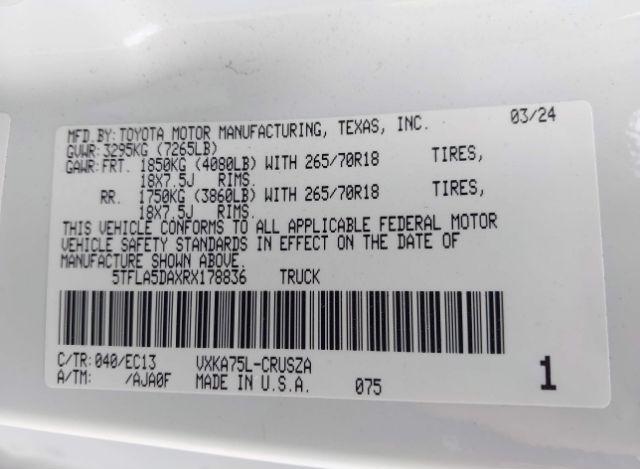 MFD.BY:TOYOTA MOTOR MANUFACTURING, TEXAS, INC. 03/24
GVWR:3295KG (7265LB)
GAWR:FRT. 1850KG (4080LB) WITH 265/70R18 TIRES,
18X7.5J RIMS.
RR. 1750KG (3860LB) WITH 265/70R18 TIRES,
18X7.5J RIMS.
THIS VEHICLE CONFORMS TO ALL APPLICABLE FEDERAL MOTOR
VEHICLE SAFETY STANDARDS IN EFFECT ON THE DATE OF
MANUFACTURE SHOWN ABOVE.
5TFLA5DAXRX178836 TRUCK
C/TR:040/EC13 VXKA75L-CRUSZA
A/TM: /AJA0F MADE IN U.S.A. 075 1